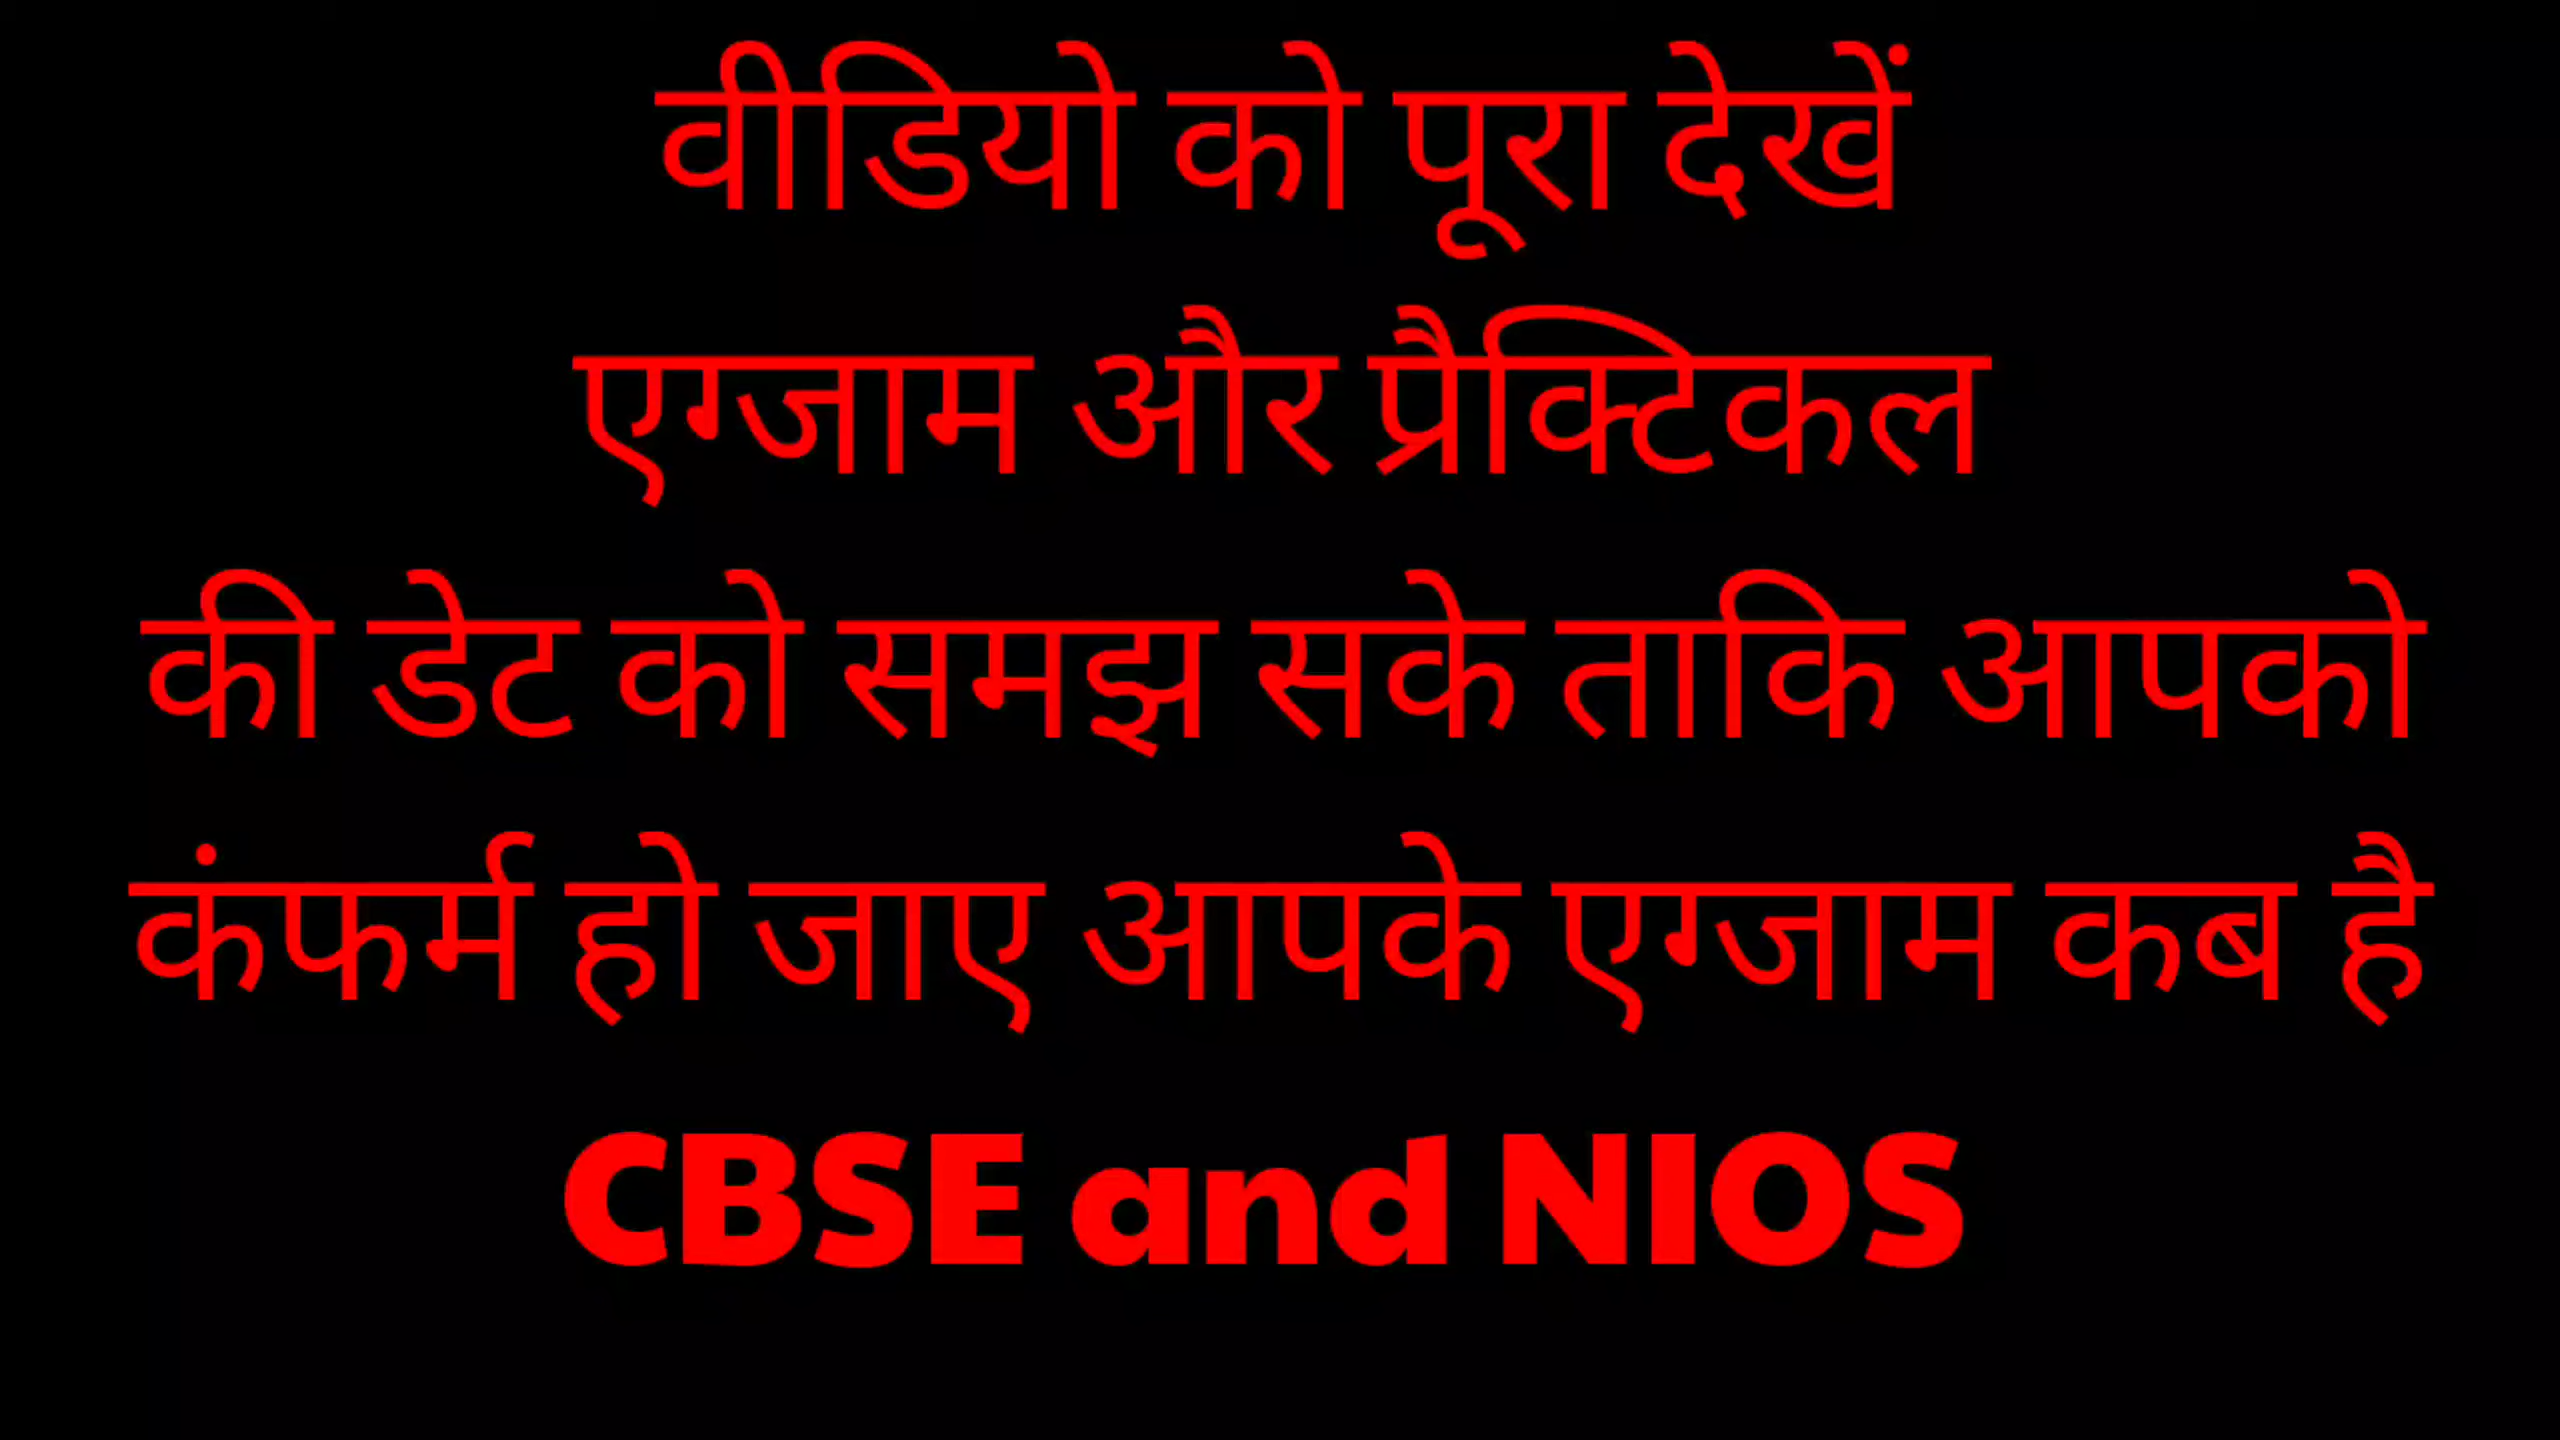 वीडियो को पूरा देखें
एग्जाम और प्रैक्टिकल
की डेट को समझ सके ताकि आपको
कंफर्म हो जाए आपके एग्जाम कब है
CBSE and NIOS